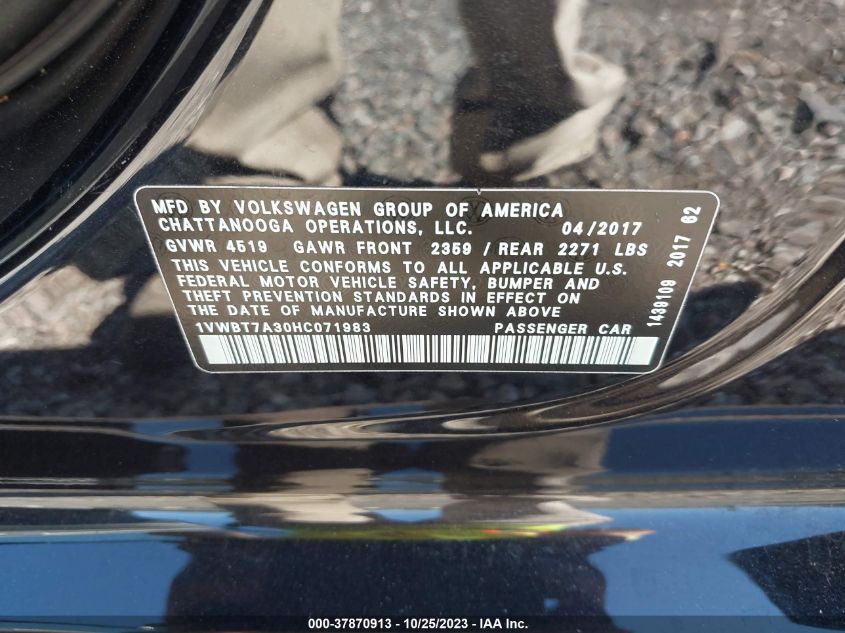 MFD BY VOLKSWAGEN GROUP OF AMERICA
CHATTANOOGA OPERATIONS, LLC. 04/2017
GVWR 4519 GAWR FRONT 2359 / REAR 2271 LBS
THIS VEHICLE CONFORMS TO ALL APPLICABLE U.S.
FEDERAL MOTOR VEHICLE SAFETY, BUMPER AND
THEFT PREVENTION STANDARDS IN EFFECT ON
THE DATE OF MANUFACTURE SHOWN ABOVE
1VWBT7A30HC071983 PASSENGER CAR
1439109 2017 62
000-37870913 - 10/25/2023 - IAA Inc.